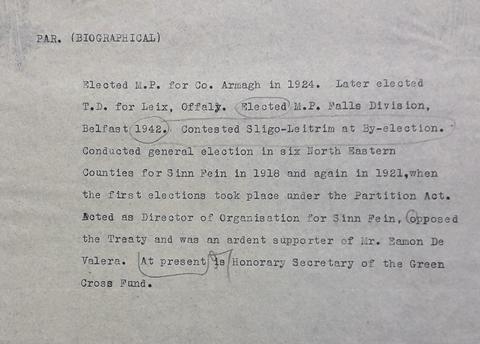 PAR. (BIOGRAPHICAL)
Elected M.P. for Co. Armagh in 1924. Later elected
T.D. for Leix, Offaly. Elected M.P. Falls Division,
Belfast 1942. Contested Sligo-Leitrim at By-election.
Conducted general election in six North Eastern
Counties for Sinn Fein in 1918 and again in 1921,when
the first elections took place under the Partition Act.
Acted as Director of Organisation for Sinn Fein, opposed
the Treaty and was an ardent supporter of Mr. Eamon De
Valera. At present is Honorary Secretary of the Green
Cross Fund.